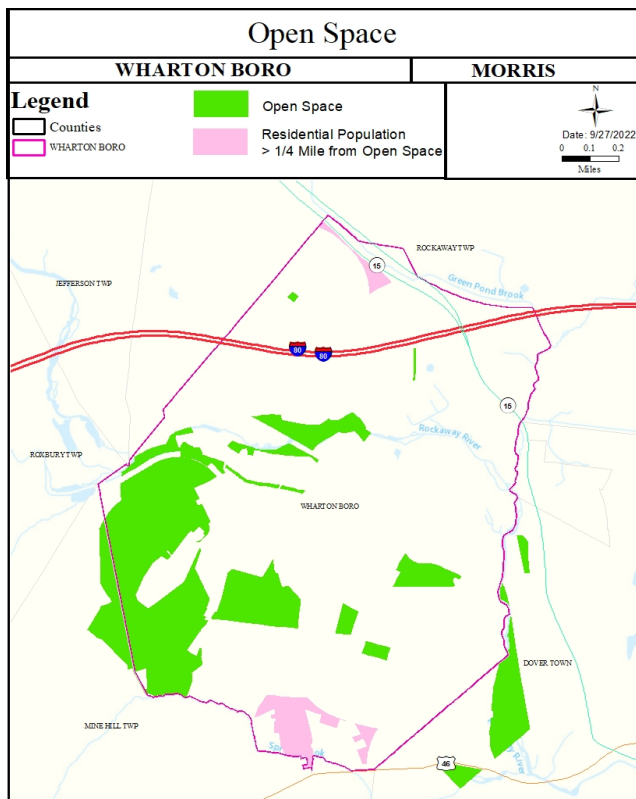 Open Space
WHARTON BORO
MORRIS
Legend
Counties
WHARTON BORO
Open Space
Residential Population
> 1/4 Mile from Open Space
N
Date: 9/27/2022
0 0.1 0.2
Miles
ROCKAWAY TWP
15
JEFFERSON TWP
Green Pond Brook
80
80
15
Rockaway River
ROXBURY TWP
WHARTON BORO
DOVER TOWN
MINE HILL TWP
46
River